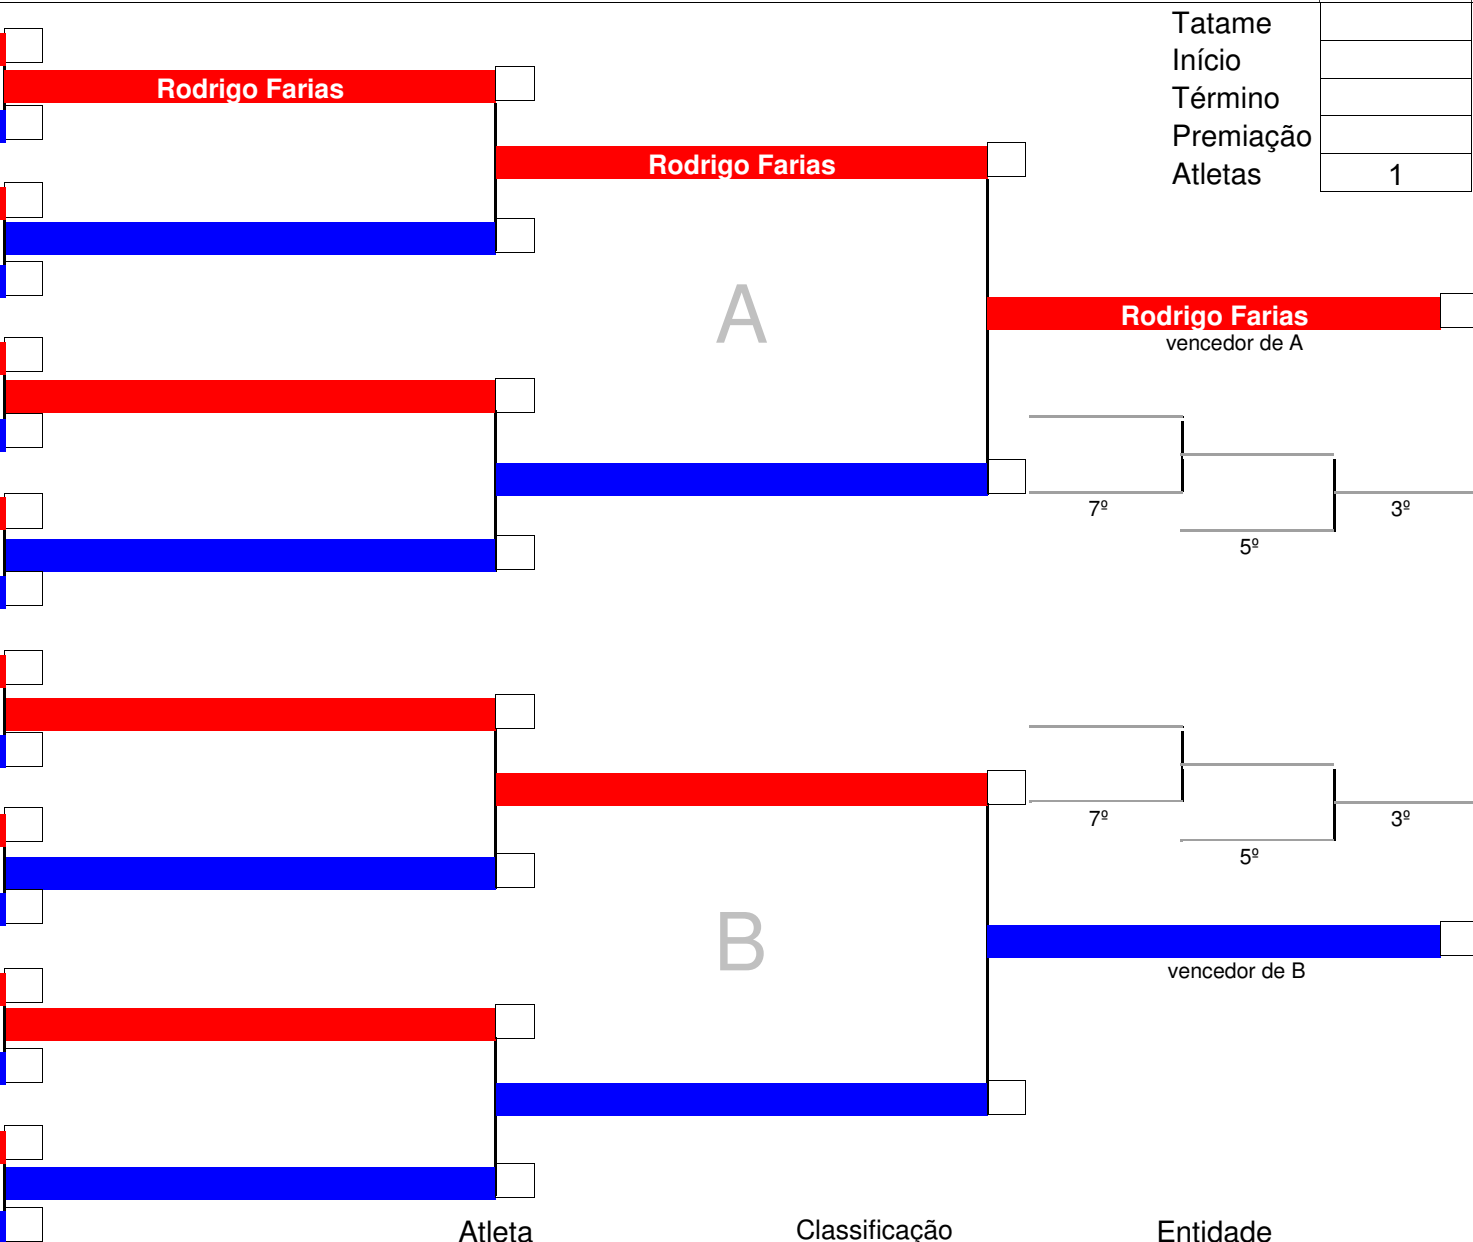 Tatame
Início
Término
Premiação
Atletas 1
Rodrigo Farias
Rodrigo Farias
A
Rodrigo Farias
vencedor de A
7º
3º
5º
7º
3º
5º
B
vencedor de B
Atleta Classificação Entidade